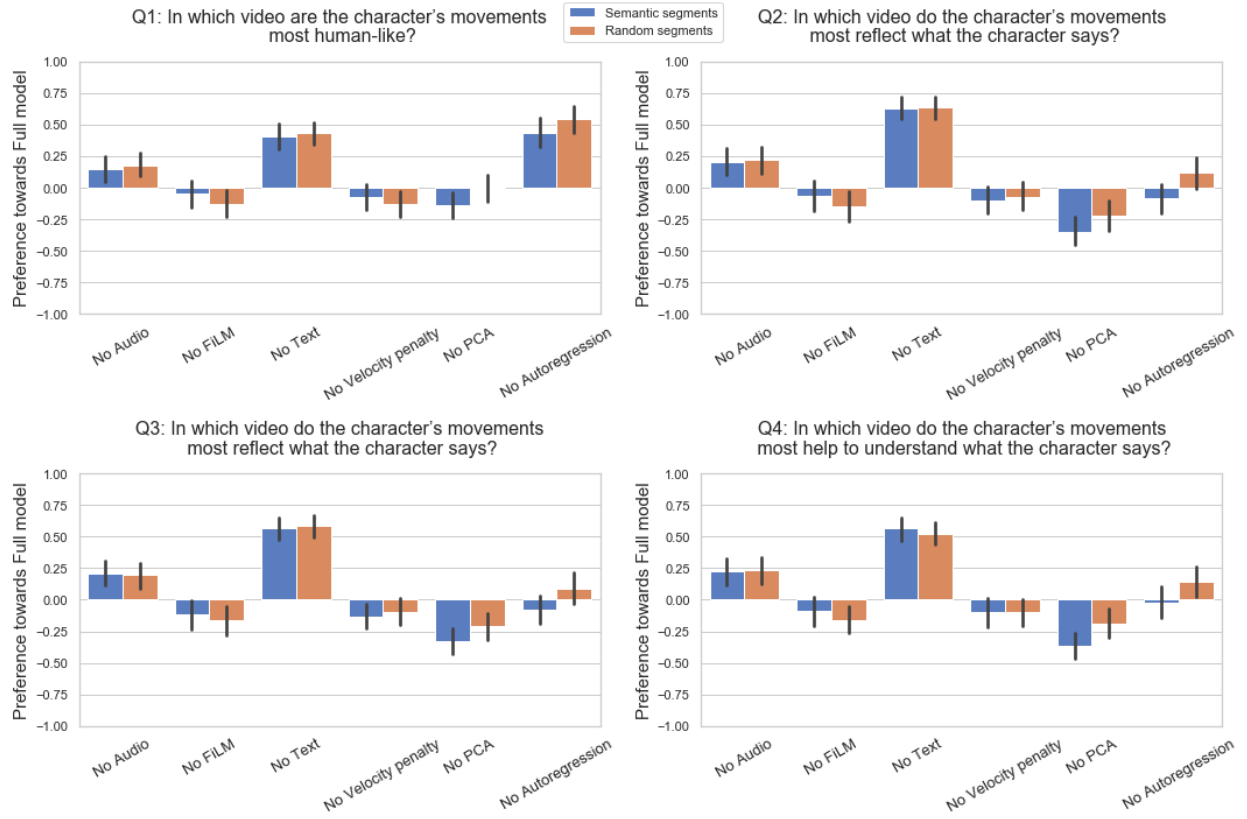 Q1: In which video are the character's movements
most human-like?
Semantic segments
Random segments
Q2: In which video do the character's movements
most reflect what the character says?
Preference towards Full model
1.00
0.75
0.50
0.25
0.00
−0.25
−0.50
−0.75
−1.00
No Audio
No FiLM
No Text
No Velocity penalty
No PCA
No Autoregression
Preference towards Full model
1.00
0.75
0.50
0.25
0.00
−0.25
−0.50
−0.75
−1.00
No Audio
No FiLM
No Text
No Velocity penalty
No PCA
No Autoregression
Q3: In which video do the character's movements
most reflect what the character says?
Preference towards Full model
1.00
0.75
0.50
0.25
0.00
−0.25
−0.50
−0.75
−1.00
No Audio
No FiLM
No Text
No Velocity penalty
No PCA
No Autoregression
Q4: In which video do the character's movements
most help to understand what the character says?
Preference towards Full model
1.00
0.75
0.50
0.25
0.00
−0.25
−0.50
−0.75
−1.00
No Audio
No FiLM
No Text
No Velocity penalty
No PCA
No Autoregression